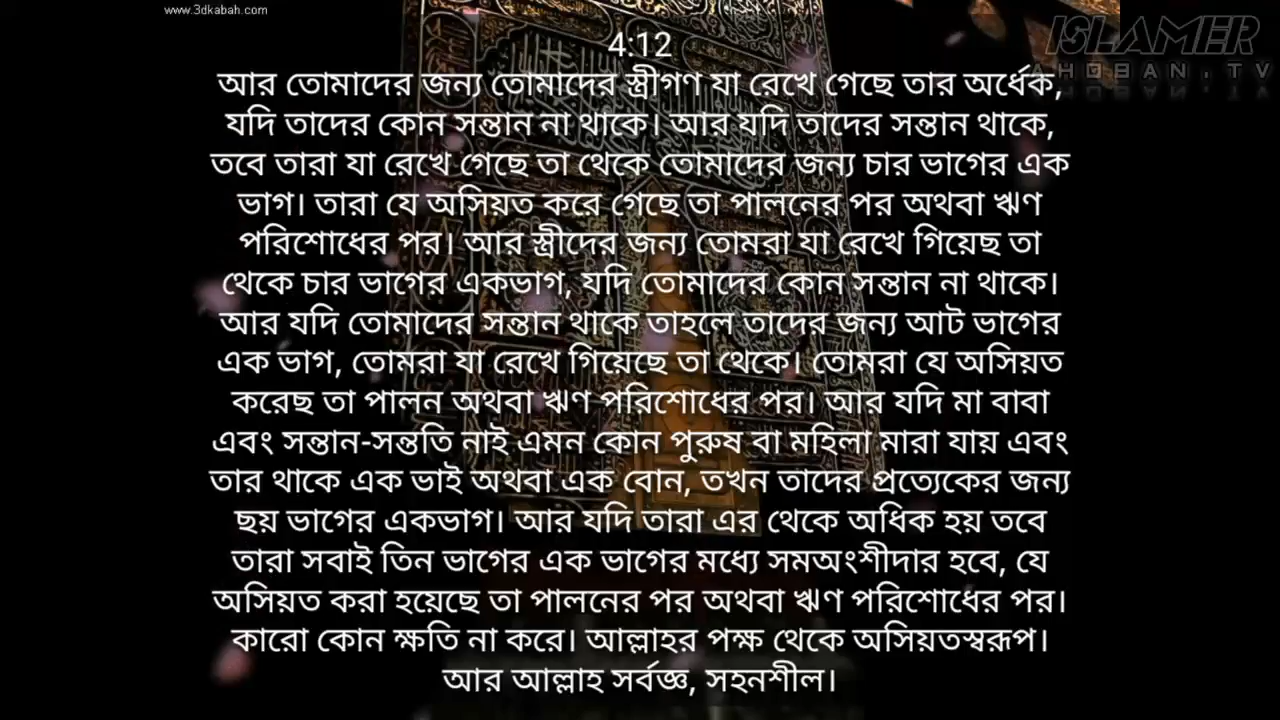 www.3dkabah.com
ISLAMER
AHOBAN.TV
4:12
আর তোমাদের জন্য তোমাদের স্ত্রীগণ যা রেখে গেছে তার অর্ধেক,
যদি তাদের কোন সন্তান না থাকে। আর যদি তাদের সন্তান থাকে,
তবে তারা যা রেখে গেছে তা থেকে তোমাদের জন্য চার ভাগের এক
ভাগ। তারা যে অসিয়ত করে গেছে তা পালনের পর অথবা ঋণ
পরিশোধের পর। আর স্ত্রীদের জন্য তোমরা যা রেখে গিয়েছ তা
থেকে চার ভাগের একভাগ, যদি তোমাদের কোন সন্তান না থাকে।
আর যদি তোমাদের সন্তান থাকে তাহলে তাদের জন্য আট ভাগের
এক ভাগ, তোমরা যা রেখে গিয়েছে তা থেকে। তোমরা যে অসিয়ত
করেছ তা পালন অথবা ঋণ পরিশোধের পর। আর যদি মা বাবা
এবং সন্তান-সন্ততি নাই এমন কোন পুরুষ বা মহিলা মারা যায় এবং
তার থাকে এক ভাই অথবা এক বোন, তখন তাদের প্রত্যেকের জন্য
ছয় ভাগের একভাগ। আর যদি তারা এর থেকে অধিক হয় তবে
তারা সবাই তিন ভাগের এক ভাগের মধ্যে সমঅংশীদার হবে, যে
অসিয়ত করা হয়েছে তা পালনের পর অথবা ঋণ পরিশোধের পর।
কারো কোন ক্ষতি না করে। আল্লাহর পক্ষ থেকে অসিয়তস্বরূপ।
আর আল্লাহ সর্বজ্ঞ, সহনশীল।